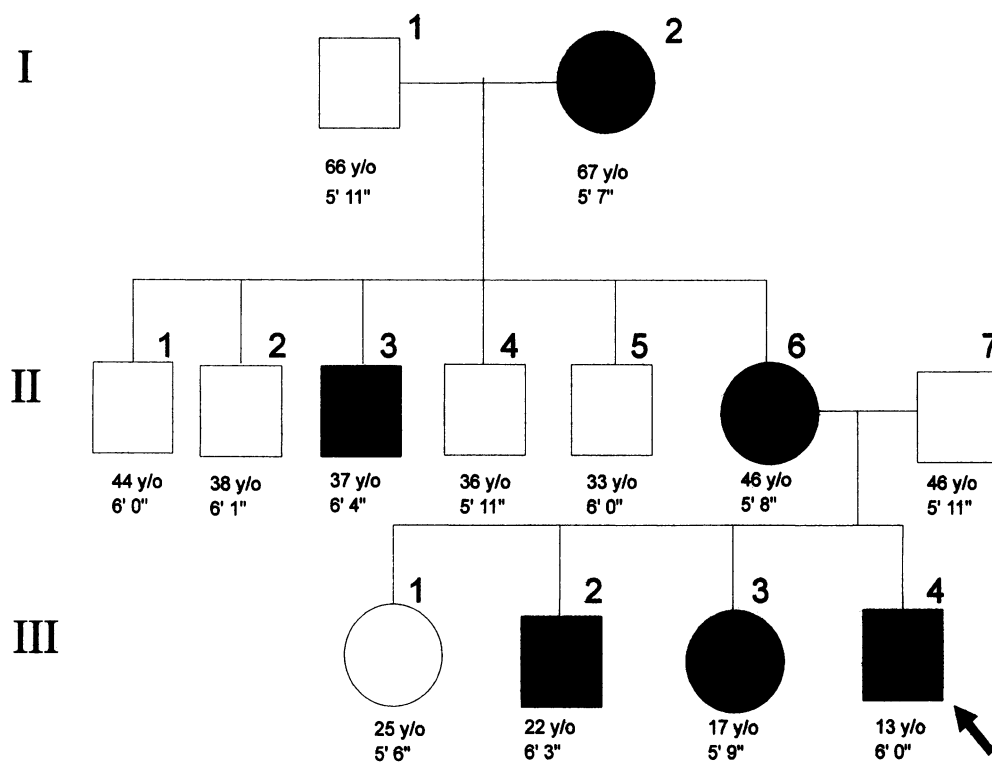 I
1
2
66 y/o
5' 11"
67 y/o
5' 7"
II
1
2
3
4
5
6
7
44 y/o
6' 0"
38 y/o
6' 1"
37 y/o
6' 4"
36 y/o
5' 11"
33 y/o
6' 0"
46 y/o
5' 8"
46 y/o
5' 11"
III
1
2
3
4
25 y/o
5' 6"
22 y/o
6' 3"
17 y/o
5' 9"
13 y/o
6' 0"